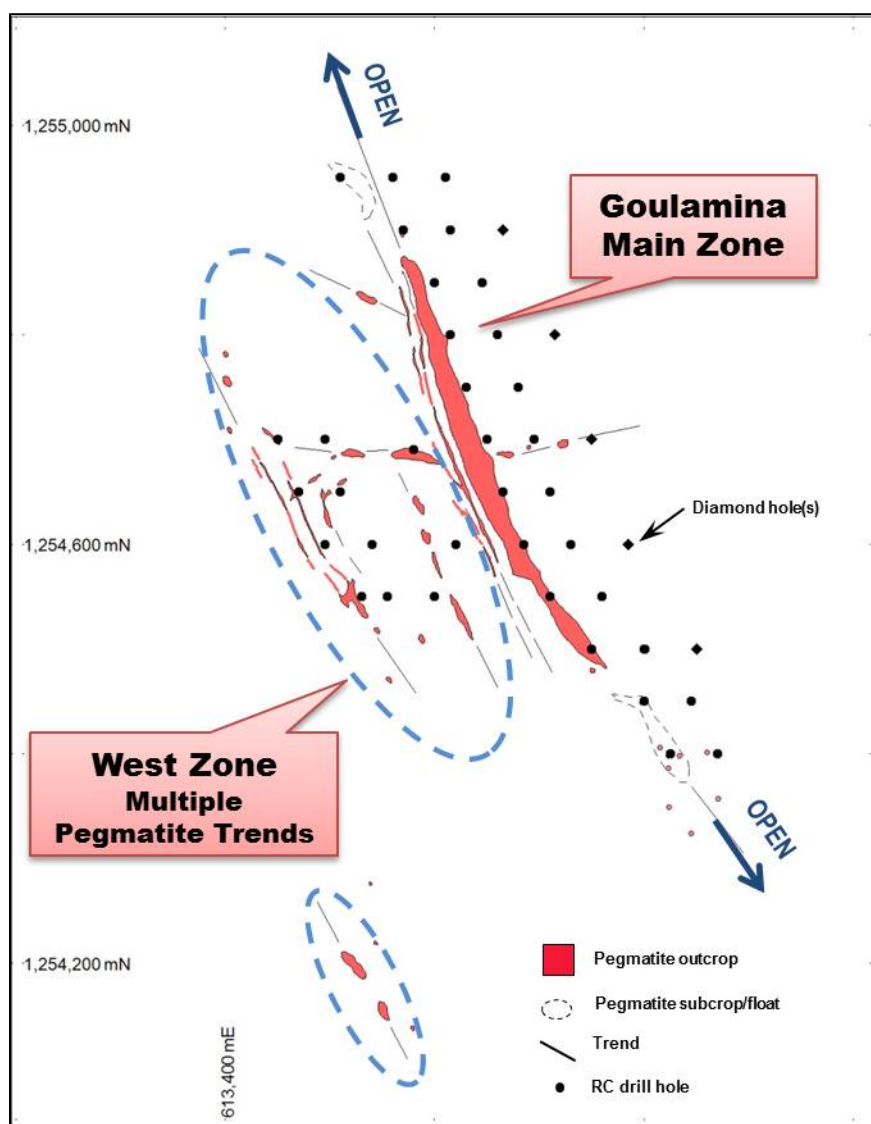 OPEN
1,255,000 mN
Goulamina
Main Zone
Diamond hole(s)
1,254,600 mN
West Zone
Multiple
Pegmatite Trends
OPEN
1,254,200 mN
613,400 mE
Pegmatite outcrop
Pegmatite subcrop/float
Trend
RC drill hole